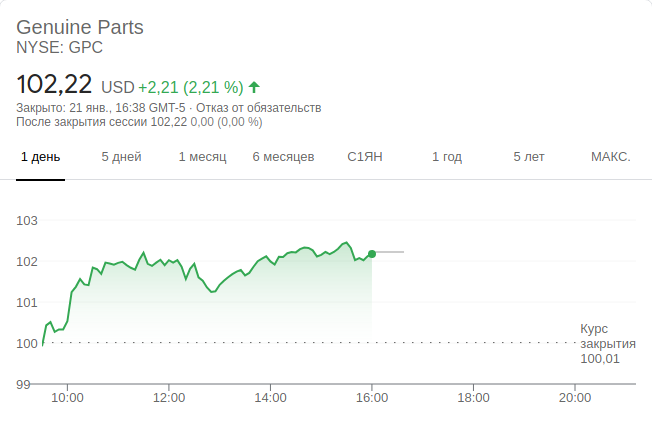 Genuine Parts
NYSE: GPC
102,22 USD +2,21 (2,21 %)
Закрыто: 21 янв., 16:38 GMT-5 · Отказ от обязательств
После закрытия сессии 102,22 0,00 (0,00 %)
1 день 5 дней 1 месяц 6 месяцев С1ЯН 1 год 5 лет МАКС.
103
102
101
100
99
Курс
закрытия
100,01
10:00 12:00 14:00 16:00 18:00 20:00